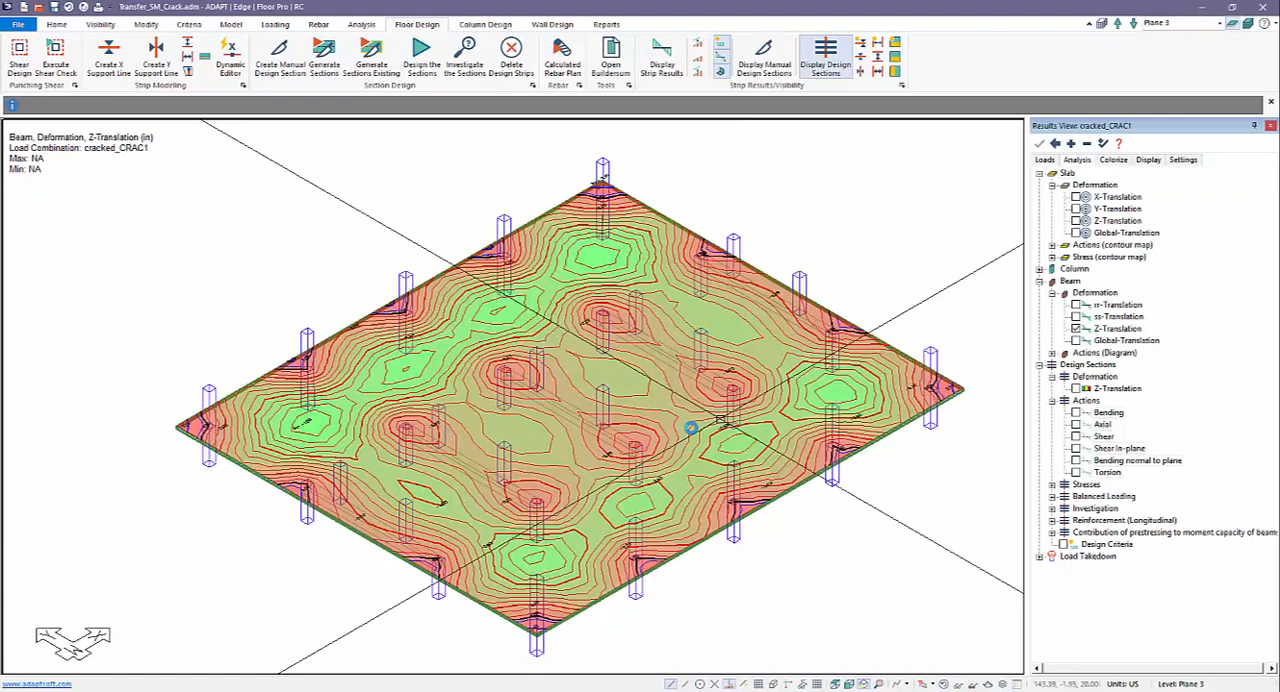 Transfer_SM_Crack.adm - ADAPT | Edge | Floor Pro | RC
File Home Visibility Modify Criteria Model Loading Rebar Analysis Floor Design Column Design Wall Design Reports
Plane 3
Shear Design
Execute Shear Check
Create X Support Line
Create Y Support Line
Dynamic Editor
Create Manual Design Section
Generate Sections
Generate Sections Existing
Design the Sections
Investigate the Sections
Delete Design Strips
Calculated Rebar Plan
Open Buildersum
Display Strip Results
Display Manual Design Sections
Display Design Sections
Punching Shear Strip Modeling Section Design Rebar Tools Strip Results/Visibility
Beam, Deformation, Z-Translation (in)
Load Combination: cracked_CRAC1
Max: NA
Min: NA
Results View: cracked_CRAC1
Loads Analysis Colorize Display Settings
Slab
Deformation
X-Translation
Y-Translation
Z-Translation
Global-Translation
Actions (contour map)
Stress (contour map)
Column
Beam
Deformation
rr-Translation
ss-Translation
Z-Translation
Global-Translation
Actions (Diagram)
Design Sections
Deformation
Z-Translation
Actions
Bending
Axial
Shear
Shear In-plane
Bending normal to plane
Torsion
Stresses
Balanced Loading
Investigation
Reinforcement (Longitudinal)
Contribution of prestressing to moment capacity of beams
Design Criteria
Load Takedown
www.adaptsoft.com
143.39, -1.95, 20.00 Units: US Level: Plane 3